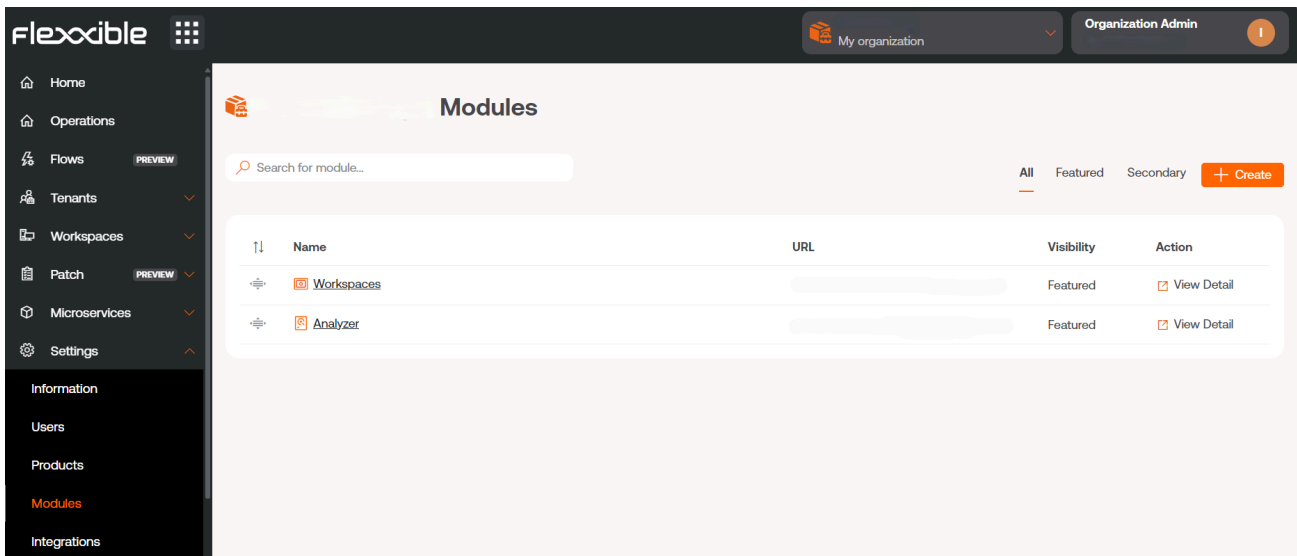 Flexxible
My organization
Organization Admin
I
Home
Operations
Flows PREVIEW
Tenants
Workspaces
Patch PREVIEW
Microservices
Settings
Information
Users
Products
Modules
Integrations
Modules
Search for module...
All Featured Secondary + Create
Name URL Visibility Action
Workspaces Featured View Detail
Analyzer Featured View Detail